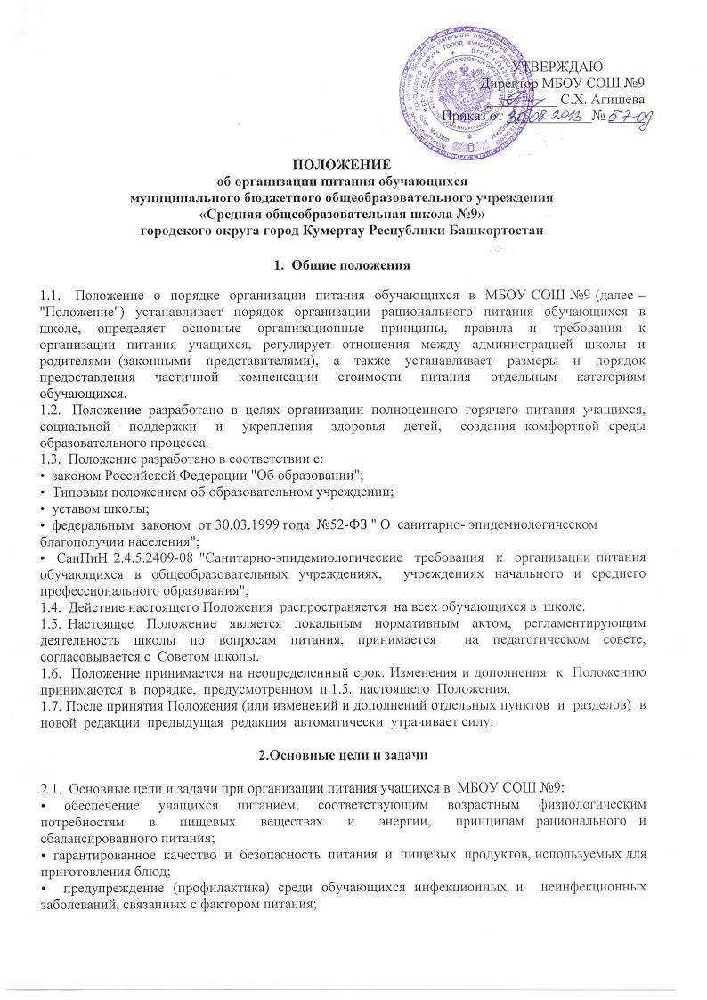 УТВЕРЖДАЮ
Директор МБОУ СОШ №9
С.Х. Агишева
Приказ от 30.08.2013 № 57-од
ПОЛОЖЕНИЕ
об организации питания обучающихся
муниципального бюджетного общеобразовательного учреждения
«Средняя общеобразовательная школа №9»
городского округа город Кумертау Республики Башкортостан
1. Общие положения
1.1. Положение о порядке организации питания обучающихся в МБОУ СОШ №9 (далее –
"Положение") устанавливает порядок организации рационального питания обучающихся в
школе, определяет основные организационные принципы, правила и требования к
организации питания учащихся, регулирует отношения между администрацией школы и
родителями (законными представителями), а также устанавливает размеры и порядок
предоставления частичной компенсации стоимости питания отдельным категориям
обучающихся.
1.2. Положение разработано в целях организации полноценного горячего питания учащихся,
социальной поддержки и укрепления здоровья детей, создания комфортной среды
образовательного процесса.
1.3. Положение разработано в соответствии с:
• законом Российской Федерации "Об образовании";
• Типовым положением об образовательном учреждении;
• уставом школы;
• федеральным законом от 30.03.1999 года №52-ФЗ " О санитарно- эпидемиологическом
благополучии населения";
• СанПиН 2.4.5.2409-08 "Санитарно-эпидемиологические требования к организации питания
обучающихся в общеобразовательных учреждениях, учреждениях начального и среднего
профессионального образования";
1.4. Действие настоящего Положения распространяется на всех обучающихся в школе.
1.5. Настоящее Положение является локальным нормативным актом, регламентирующим
деятельность школы по вопросам питания, принимается на педагогическом совете,
согласовывается с Советом школы.
1.6. Положение принимается на неопределенный срок. Изменения и дополнения к Положению
принимаются в порядке, предусмотренном п.1.5. настоящего Положения.
1.7. После принятия Положения (или изменений и дополнений отдельных пунктов и разделов) в
новой редакции предыдущая редакция автоматически утрачивает силу.
2.Основные цели и задачи
2.1. Основные цели и задачи при организации питания учащихся в МБОУ СОШ №9:
• обеспечение учащихся питанием, соответствующим возрастным физиологическим
потребностям в пищевых веществах и энергии, принципам рационального и
сбалансированного питания;
• гарантированное качество и безопасность питания и пищевых продуктов, используемых для
приготовления блюд;
• предупреждение (профилактика) среди обучающихся инфекционных и неинфекционных
заболеваний, связанных с фактором питания;